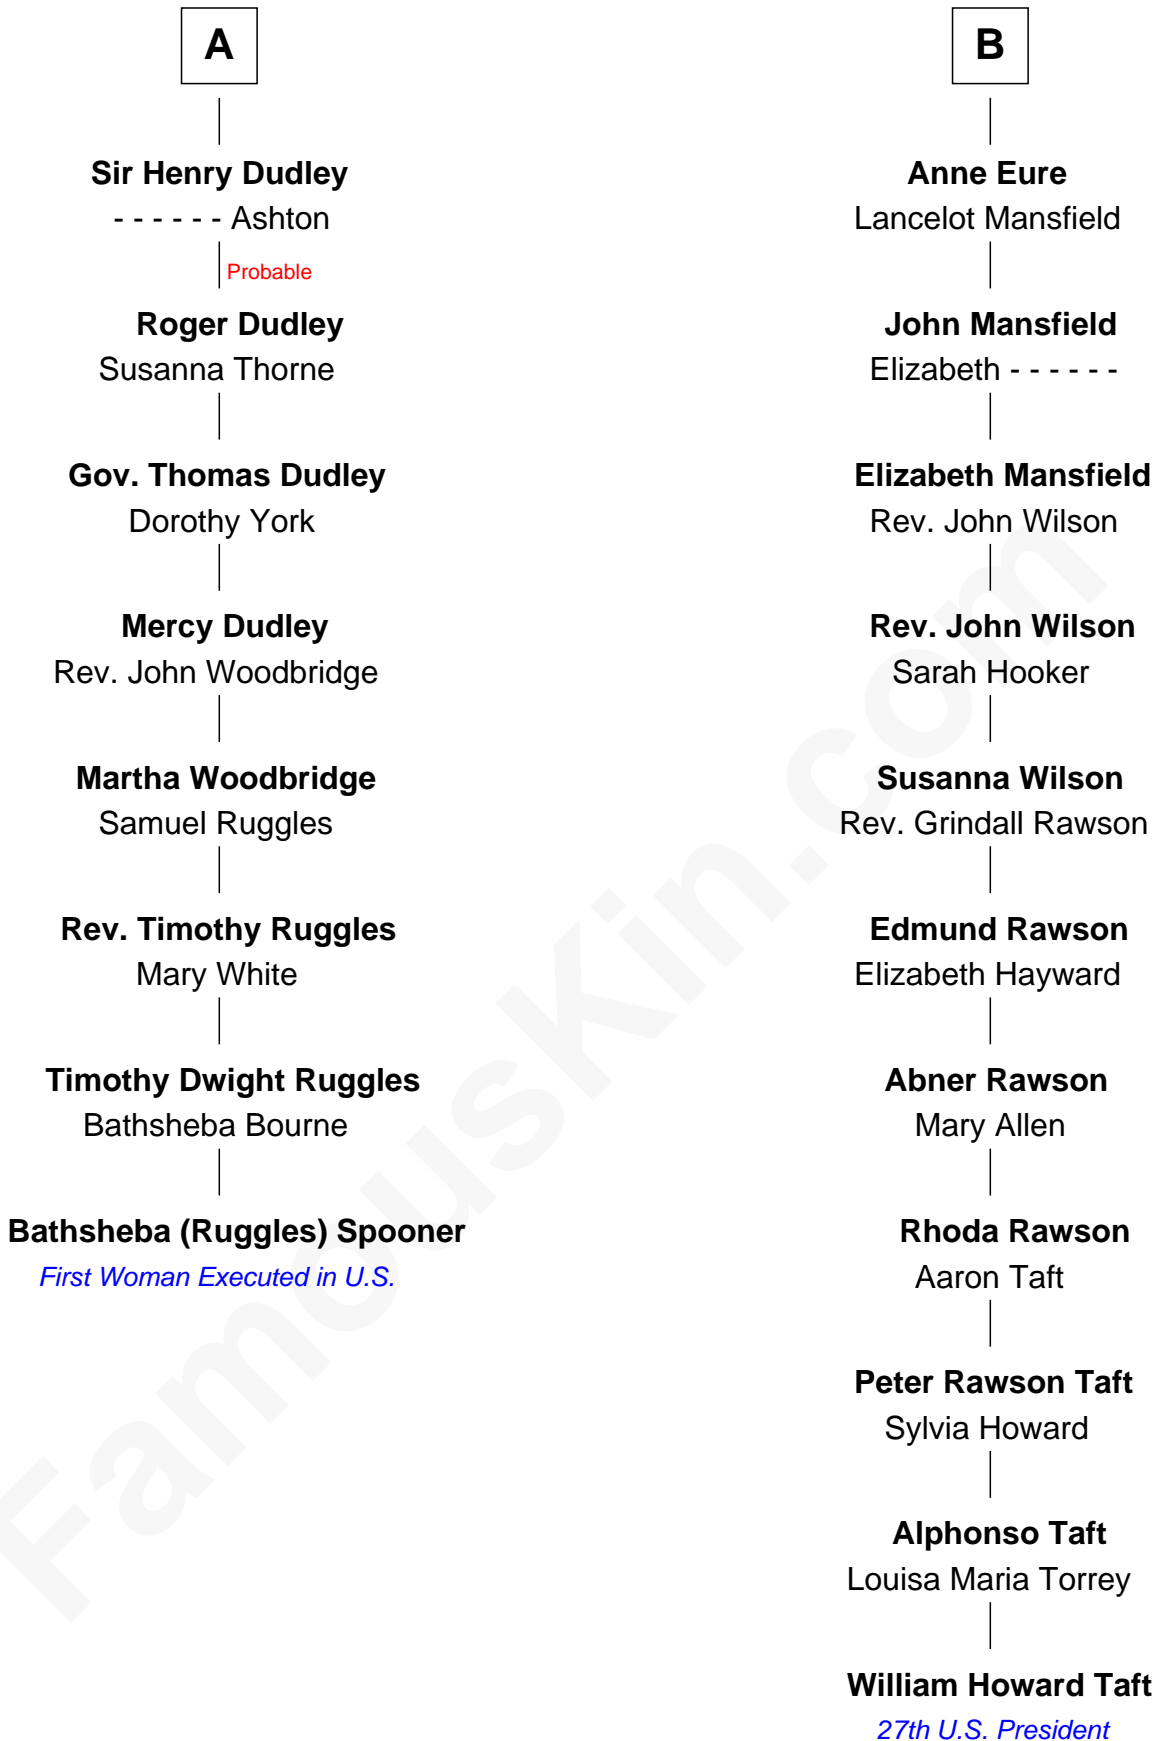 A
Sir Henry Dudley
- - - - - - Ashton
Probable
Roger Dudley
Susanna Thorne
Gov. Thomas Dudley
Dorothy York
Mercy Dudley
Rev. John Woodbridge
Martha Woodbridge
Samuel Ruggles
Rev. Timothy Ruggles
Mary White
Timothy Dwight Ruggles
Bathsheba Bourne
Bathsheba (Ruggles) Spooner
First Woman Executed in U.S.
B
Anne Eure
Lancelot Mansfield
John Mansfield
Elizabeth - - - - - -
Elizabeth Mansfield
Rev. John Wilson
Rev. John Wilson
Sarah Hooker
Susanna Wilson
Rev. Grindall Rawson
Edmund Rawson
Elizabeth Hayward
Abner Rawson
Mary Allen
Rhoda Rawson
Aaron Taft
Peter Rawson Taft
Sylvia Howard
Alphonso Taft
Louisa Maria Torrey
William Howard Taft
27th U.S. President
FamousKin.com